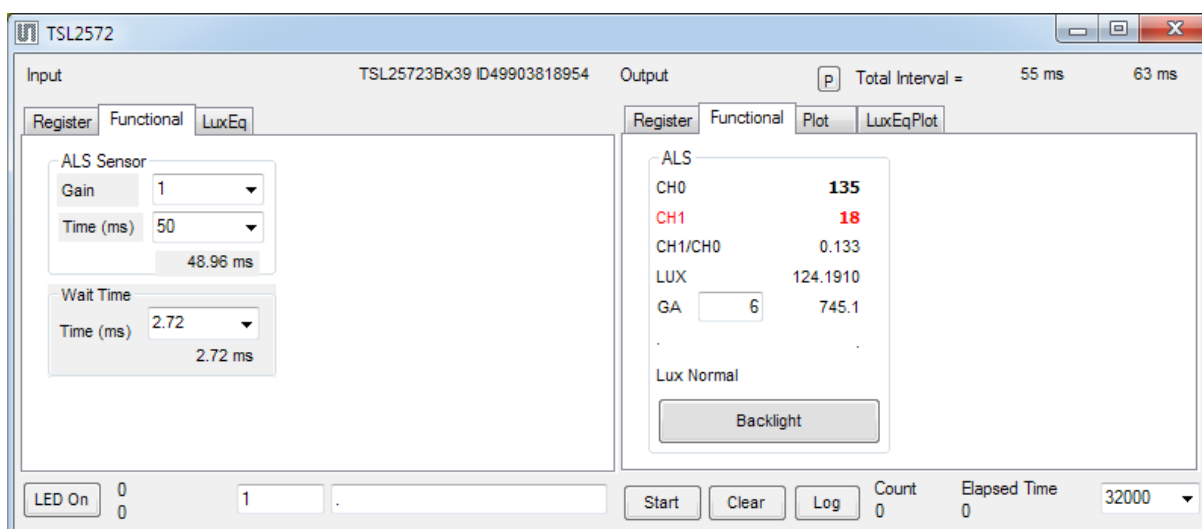 TSL2572
Input
TSL25723Bx39 ID49903818954
Output
P
Total Interval =
55 ms
63 ms
Register
Functional
LuxEq
Register
Functional
Plot
LuxEqPlot
ALS Sensor
Gain
1
Time (ms)
50
48.96 ms
Wait Time
Time (ms)
2.72
2.72 ms
ALS
CH0 135
CH1 18
CH1/CH0 0.133
LUX 124.1910
GA 6 745.1
. .
Lux Normal
Backlight
LED On
0
0
1
.
Start
Clear
Log
Count
0
Elapsed Time
0
32000